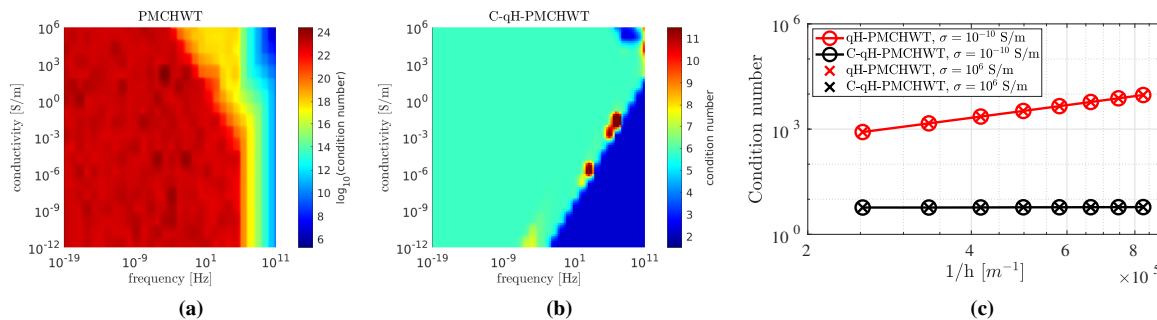 PMCHWT
10^6
10^3
10^0
10^-3
10^-6
10^-9
10^-12
conductivity [S/m]
10^-19
10^-9
10^1
10^11
frequency [Hz]
24
22
20
18
16
14
12
10
8
6
log10(condition number)
(a)
C-qH-PMCHWT
10^6
10^3
10^0
10^-3
10^-6
10^-9
10^-12
conductivity [S/m]
10^-19
10^-9
10^1
10^11
frequency [Hz]
11
10
9
8
7
6
5
4
3
2
condition number
(b)
10^6
10^3
10^0
Condition number
qH-PMCHWT, σ = 10^-10 S/m
C-qH-PMCHWT, σ = 10^-10 S/m
qH-PMCHWT, σ = 10^6 S/m
C-qH-PMCHWT, σ = 10^6 S/m
2
4
6
8
×10^5
1/h [m^-1]
(c)